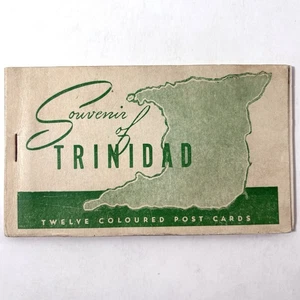 Souvenir
of
TRINIDAD
TWELVE COLOURED POST CARDS